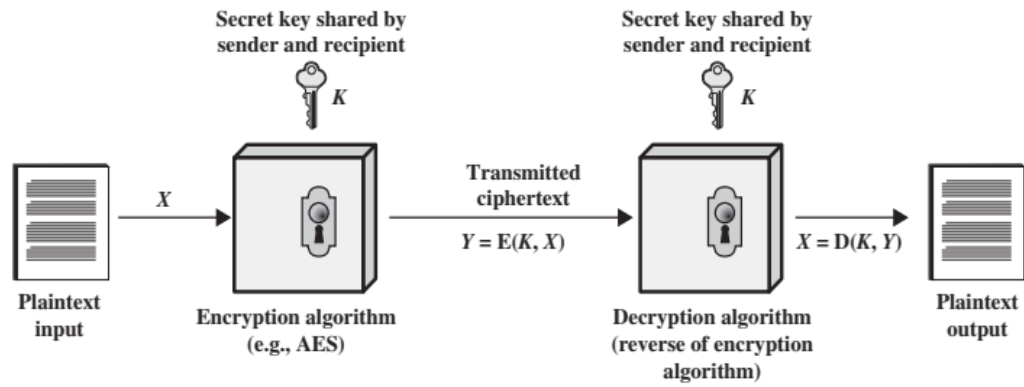 Secret key shared by
sender and recipient
K
Secret key shared by
sender and recipient
K
X
Transmitted
ciphertext
Y = E(K, X)
X = D(K, Y)
Plaintext
input
Encryption algorithm
(e.g., AES)
Decryption algorithm
(reverse of encryption
algorithm)
Plaintext
output